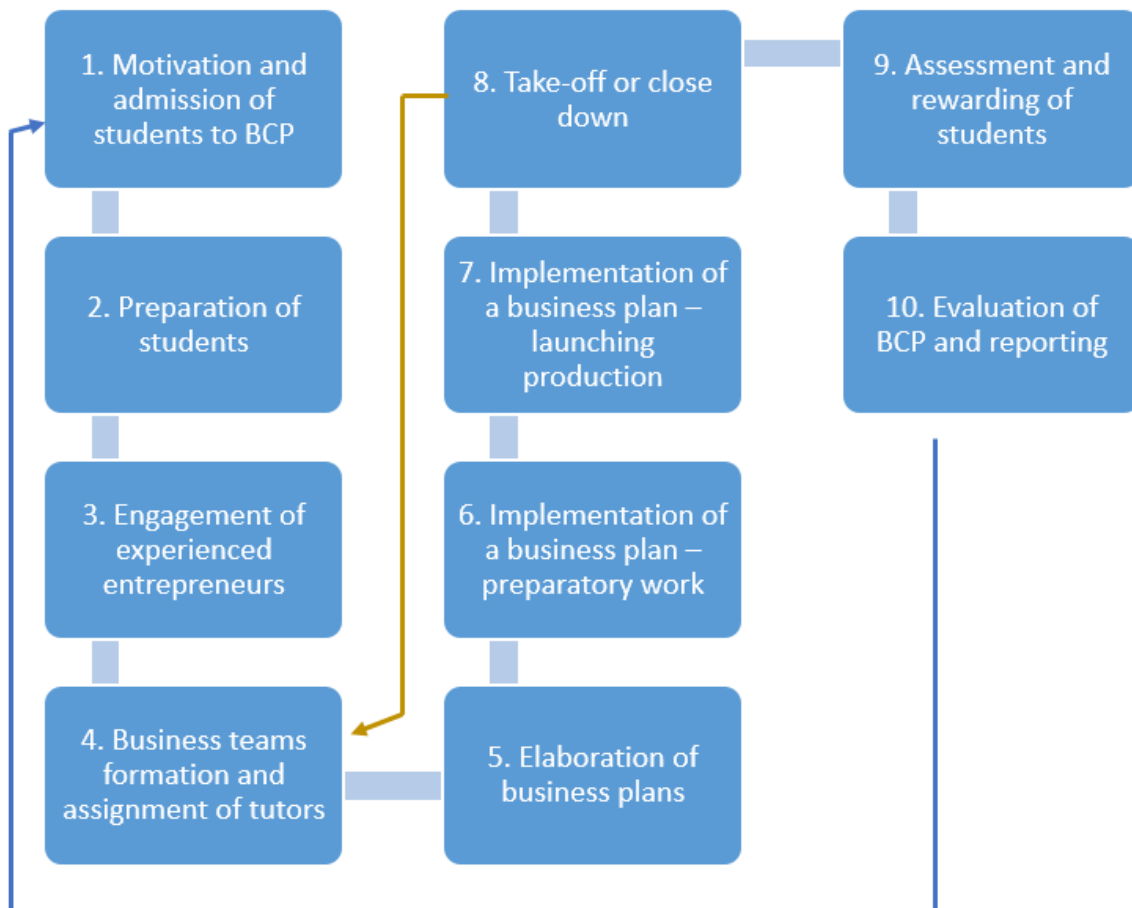 1. Motivation and
admission of
students to BCP
2. Preparation of
students
3. Engagement of
experienced
entrepreneurs
4. Business teams
formation and
assignment of tutors
5. Elaboration of
business plans
6. Implementation of
a business plan –
preparatory work
7. Implementation of
a business plan –
launching
production
8. Take-off or close
down
9. Assessment and
rewarding of
students
10. Evaluation of
BCP and reporting